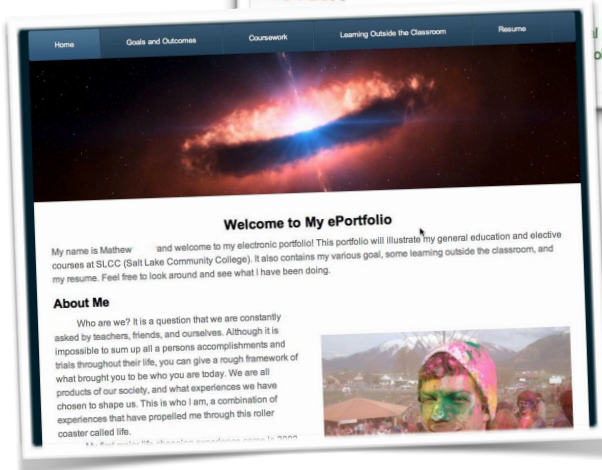 Home Goals and Outcomes Coursework Learning Outside the Classroom Resume
Welcome to My ePortfolio
My name is Mathew and welcome to my electronic portfolio! This portfolio will illustrate my general education and elective
courses at SLCC (Salt Lake Community College). It also contains my various goal, some learning outside the classroom, and
my resume. Feel free to look around and see what I have been doing.
About Me
Who are we? It is a question that we are constantly
asked by teachers, friends, and ourselves. Although it is
impossible to sum up all a persons accomplishments and
trials throughout their life, you can give a rough framework of
what brought you to be who you are today. We are all
products of our society, and what experiences we have
chosen to shape us. This is who I am, a combination of
experiences that have propelled me through this roller
coaster called life.